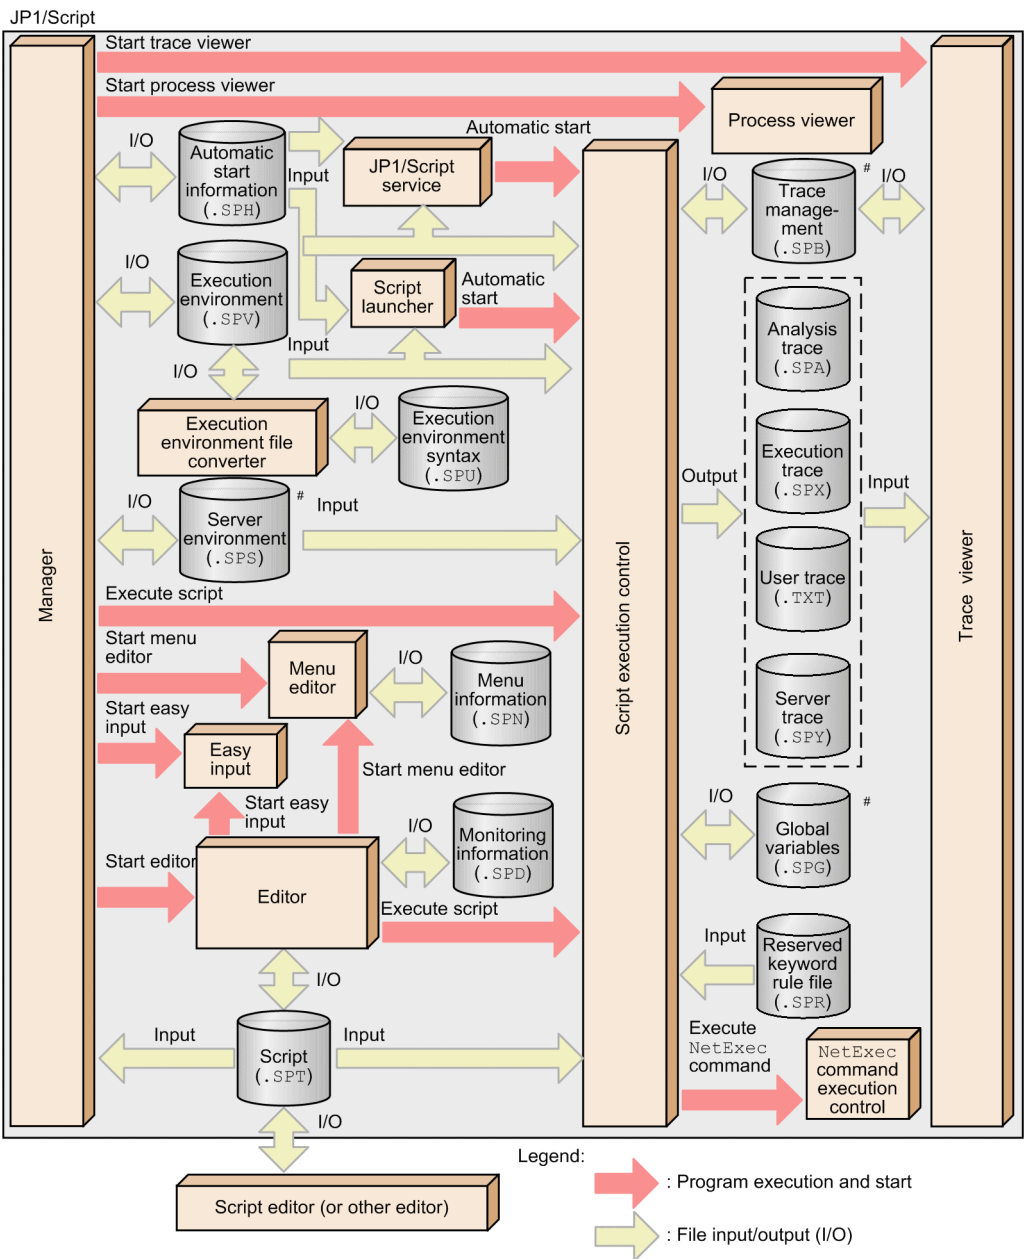 JP1/Script
Start trace viewer
Start process viewer
Process viewer
Automatic start
I/O
Automatic
start
information
(.SPH)
Input
JP1/Script
service
I/O
Trace
manage-
ment
(.SPB)
#
I/O
I/O
Execution
environment
(.SPV)
Script
launcher
Automatic
start
Input
I/O
Analysis
trace
(.SPA)
Execution
environment file
converter
I/O
Execution
environment
syntax
(.SPU)
Execution
trace
(.SPX)
Output
Input
I/O
Server
environment
(.SPS)
#
Input
User trace
(.TXT)
Manager
Script execution control
Trace viewer
Execute script
Start menu
editor
Menu
editor
I/O
Menu
information
(.SPN)
Server
trace
(.SPY)
Start easy
input
Easy
input
Start menu editor
Start easy
input
I/O
Monitoring
information
(.SPD)
I/O
Global
variables
(.SPG)
#
Start editor
Editor
Execute script
Input
Reserved
keyword
rule file
(.SPR)
I/O
Input
Script
(.SPT)
Input
Execute
NetExec
command
NetExec
command
execution
control
I/O
Script editor (or other editor)
Legend:
: Program execution and start
: File input/output (I/O)